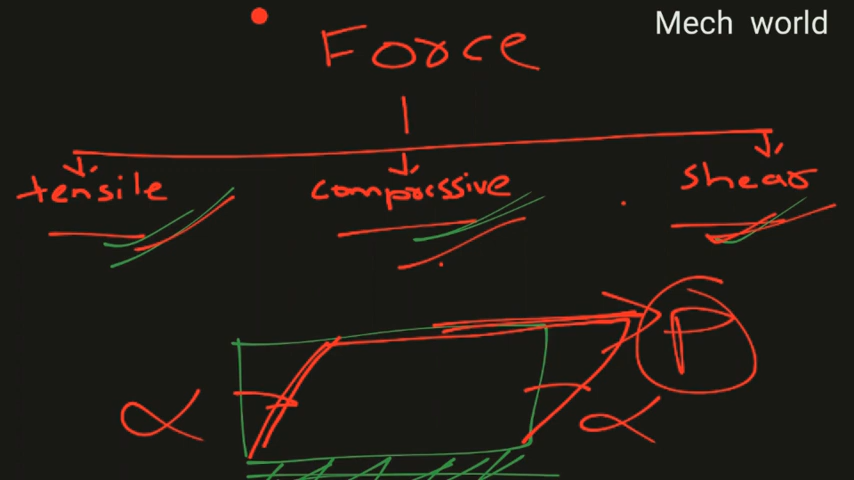 Mech world
Force
tensile compressive shear
P
α α